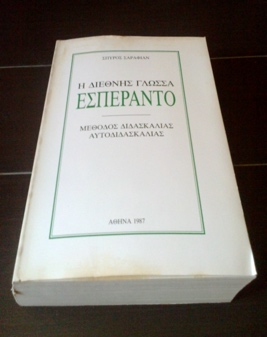 Η ΔΙΕΘΝΗΣ ΓΛΩΣΣΑ
ΕΣΠΕΡΑΝΤΟ
ΜΕΘΟΔΟΣ ΔΙΔΑΣΚΑΛΙΑΣ
ΑΥΤΟΔΙΔΑΣΚΑΛΙΑΣ
ΑΘΗΝΑ 1987